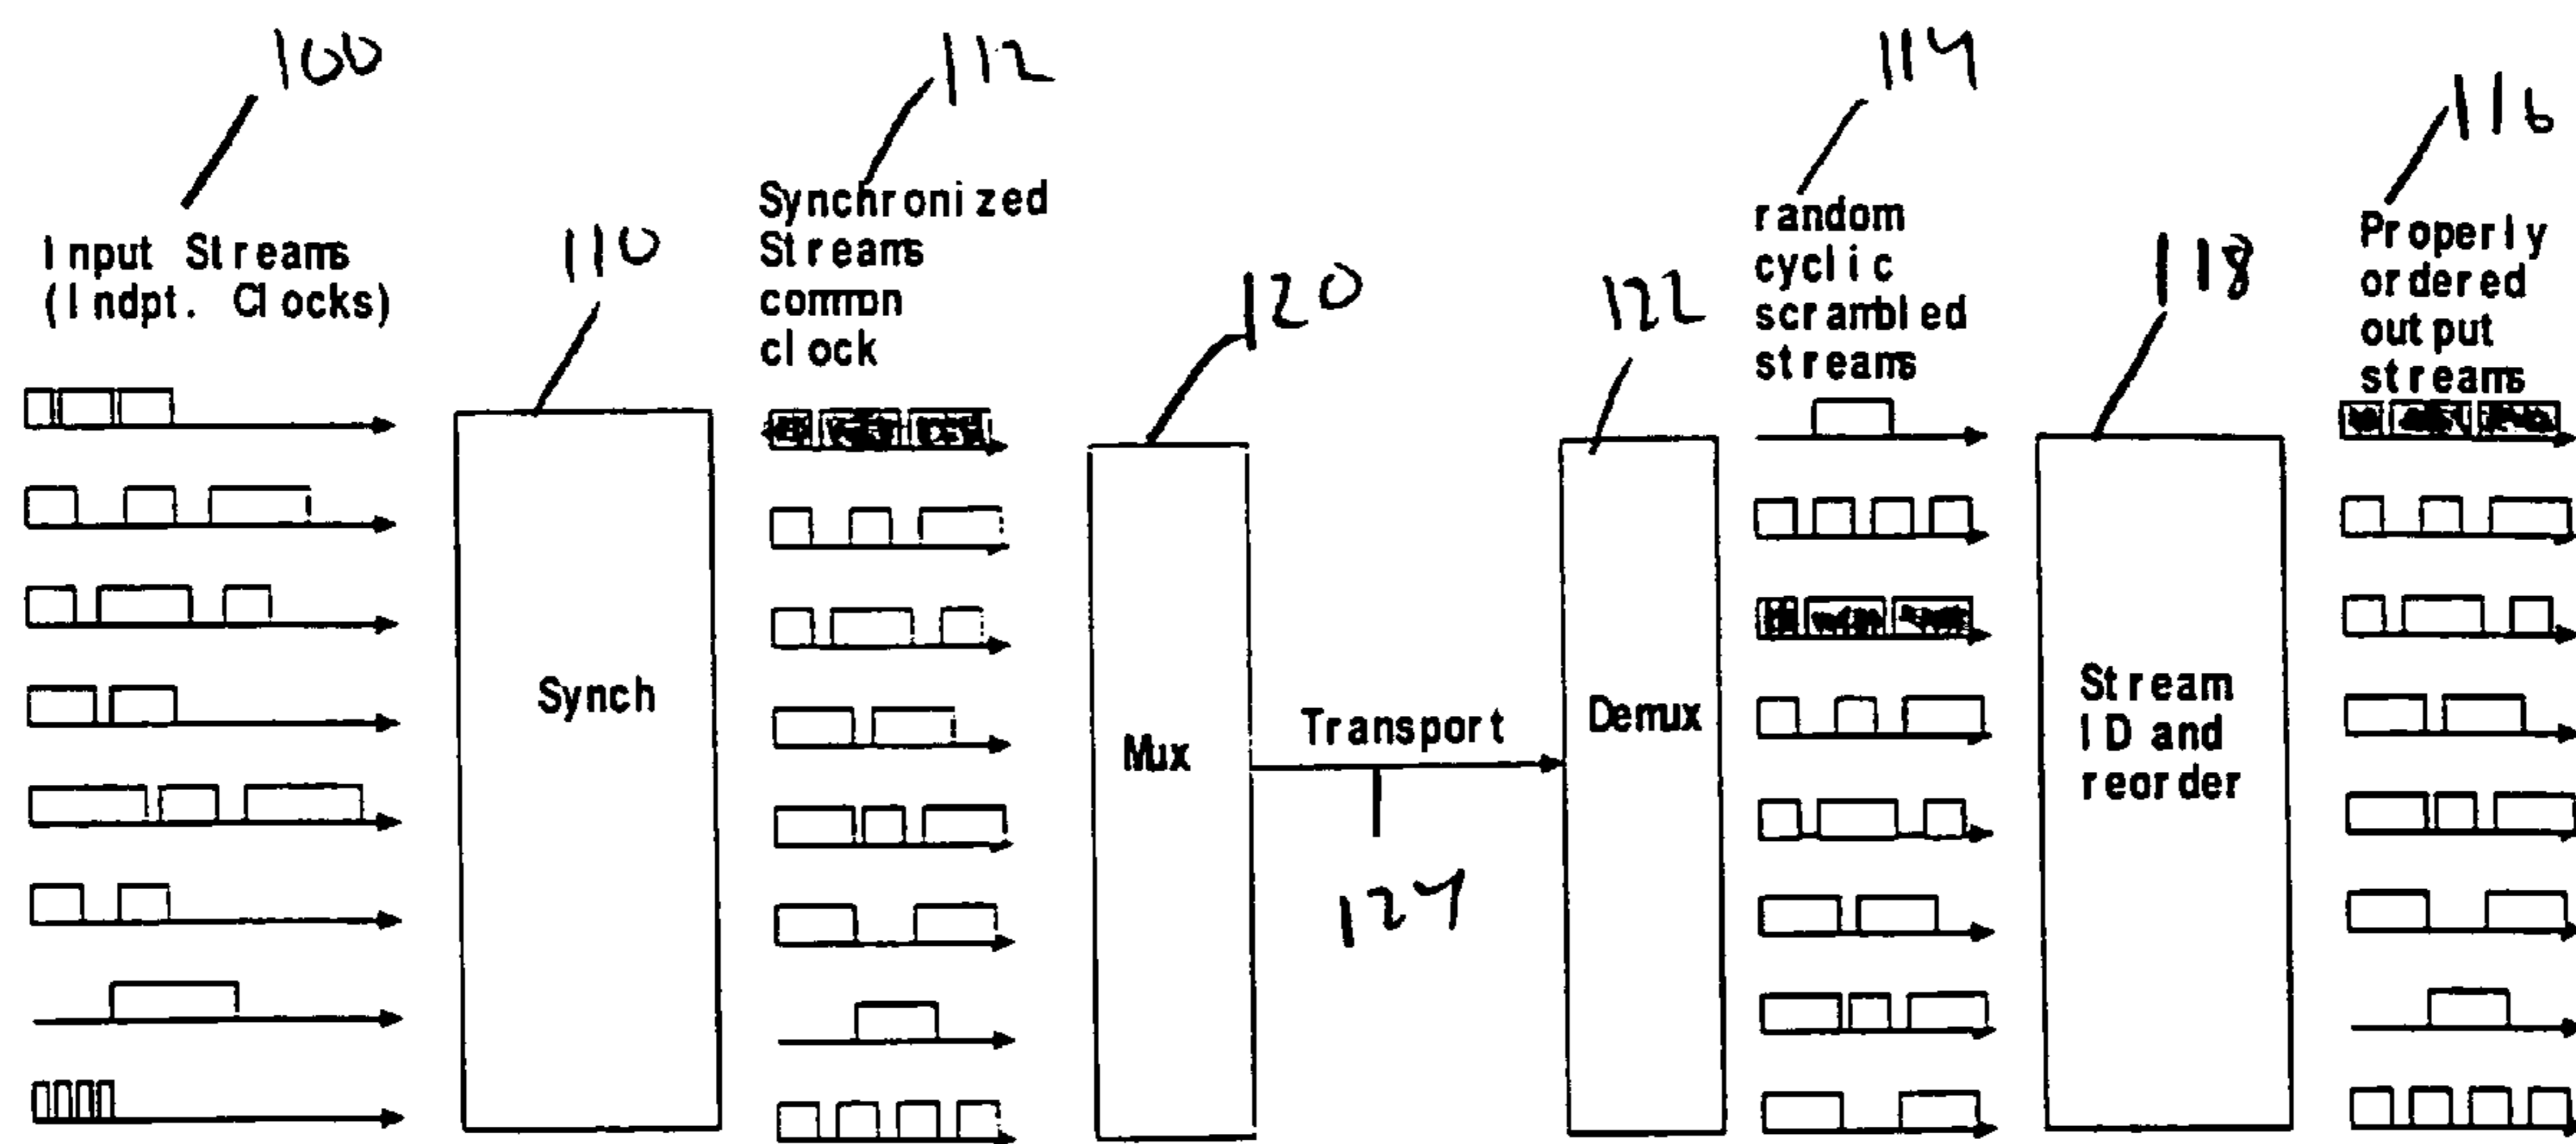 100
112
114
116
Input Streams
(Indpt. Clocks)
110
Synchronized
Streams
common
clock
120
122
random
cyclic
scrambled
streams
118
Properly
ordered
output
streams
Synch
Mux
Transport
124
Demux
Stream
ID and
reorder